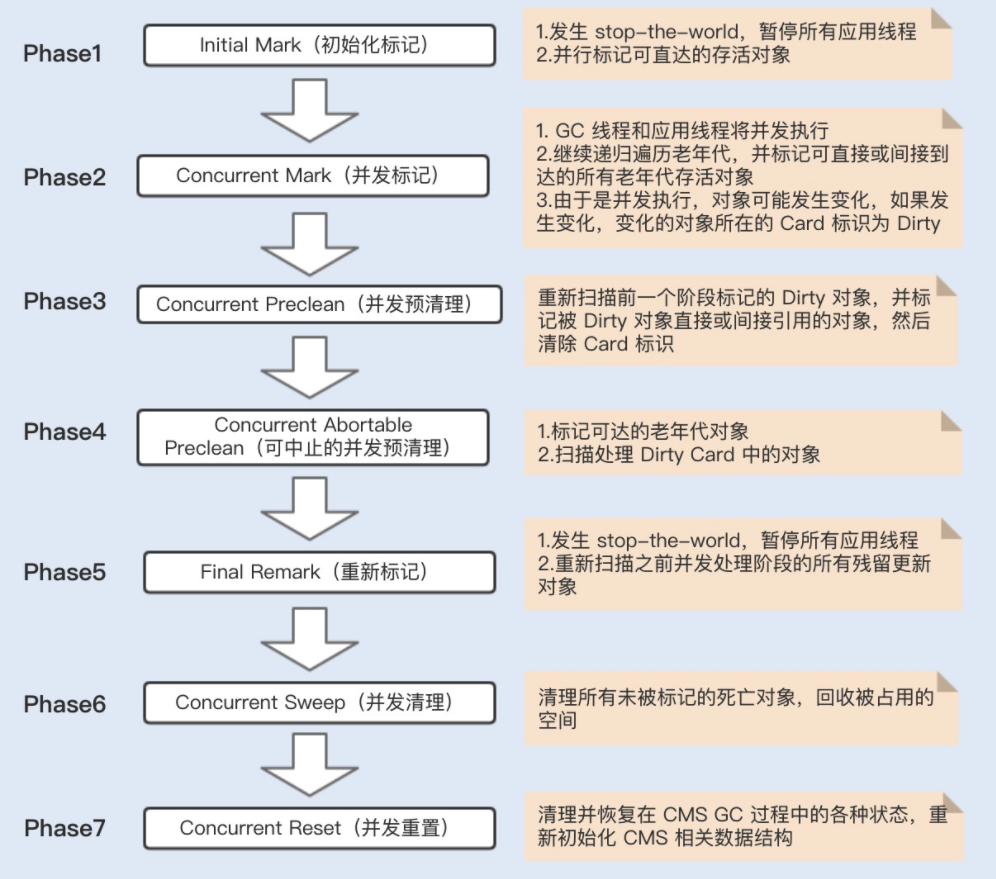 Phase1
Initial Mark（初始化标记）
1.发生 stop-the-world，暂停所有应用线程
2.并行标记可直达的存活对象
Phase2
Concurrent Mark（并发标记）
1. GC 线程和应用线程将并发执行
2.继续递归遍历老年代，并标记可直接或间接到
达的所有老年代存活对象
3.由于是并发执行，对象可能发生变化，如果发
生变化，变化的对象所在的 Card 标识为 Dirty
Phase3
Concurrent Preclean（并发预清理）
重新扫描前一个阶段标记的 Dirty 对象，并标
记被 Dirty 对象直接或间接引用的对象，然后
清除 Card 标识
Phase4
Concurrent Abortable
Preclean（可中止的并发预清理）
1.标记可达的老年代对象
2.扫描处理 Dirty Card 中的对象
Phase5
Final Remark（重新标记）
1.发生 stop-the-world，暂停所有应用线程
2.重新扫描之前并发处理阶段的所有残留更新
对象
Phase6
Concurrent Sweep（并发清理）
清理所有未被标记的死亡对象，回收被占用的
空间
Phase7
Concurrent Reset（并发重置）
清理并恢复在 CMS GC 过程中的各种状态，重
新初始化 CMS 相关数据结构